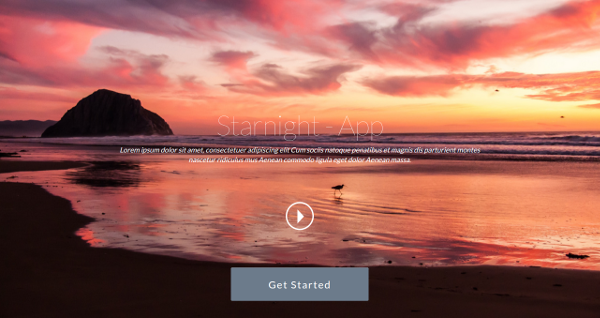 Starnight - App
Lorem ipsum dolor sit amet, consectetuer adipiscing elit Cum sociis natoque penatibus et magnis dis parturient montes
nascetur ridiculus mus Aenean commodo ligula eget dolor Aenean massa.
Get Started